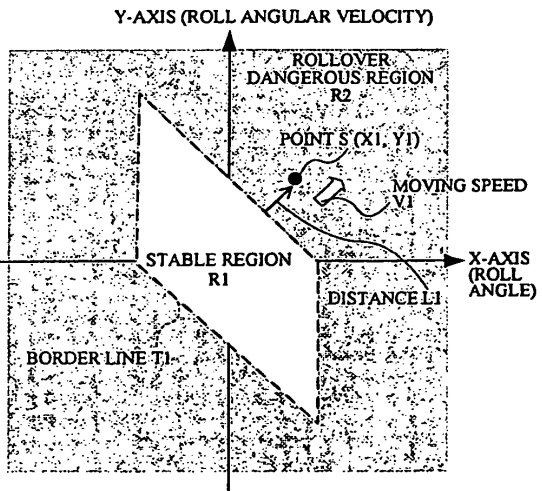 Y-AXIS (ROLL ANGULAR VELOCITY)
ROLLOVER
DANGEROUS REGION
R2
POINT S (X1, Y1)
MOVING SPEED
V1
STABLE REGION
R1
X-AXIS
(ROLL
ANGLE)
DISTANCE L1
BORDER LINE T1